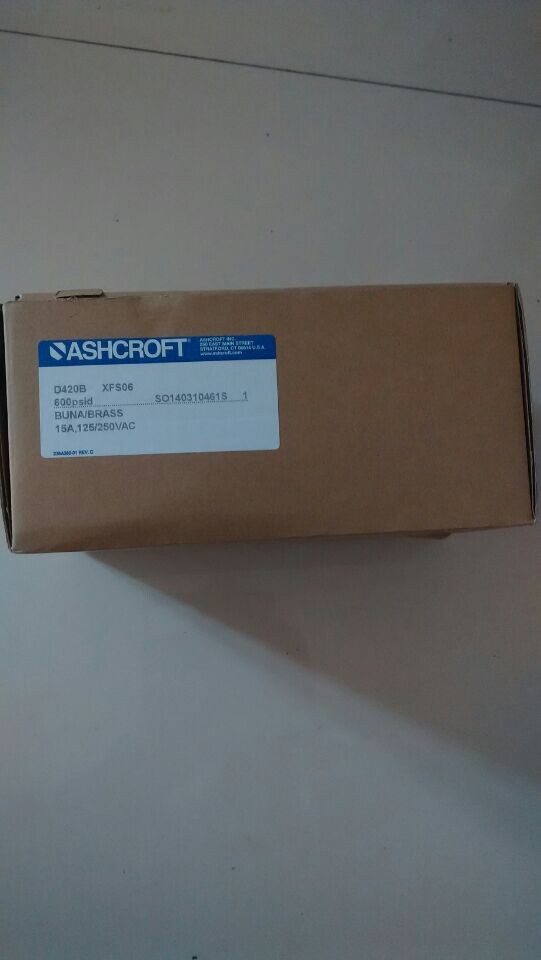 ASHCROFT®
ASHCROFT INC.
250 EAST MAIN STREET
STRATFORD, CT 06614 U.S.A.
www.ashcroft.com
D420B XFS06
600psid SO140310461S 1
BUNA/BRASS
15A,125/250VAC